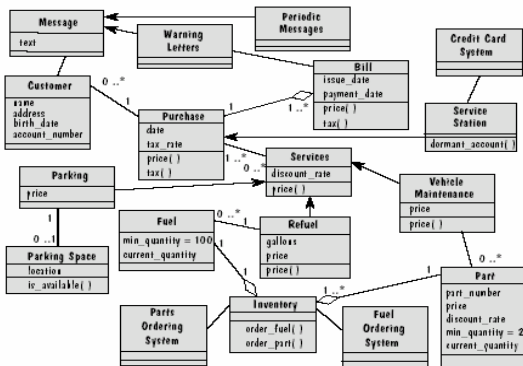 Message
text
Periodic
Messages
Warning
Letters
Credit Card
System
Customer
name
address
birth_date
account_number
0 ..*
1
Purchase
date
tax_rate
price( )
tax( )
1
1..*
Bill
issue_date
payment_date
price( )
tax( )
Service
Station
dormant_account( )
1..*
0 ..*
Services
discount_rate
price( )
Parking
price
1
0 ..1
Parking Space
location
is_available( )
Fuel
min_quantity = 100
current_quantity
1
0 ..*
Refuel
gallons
price
price( )
Vehicle
Maintenance
price
price( )
0 ..*
1
1
1..*
1
Part
part_number
price
discount_rate
min_quantity = 2
current_quantity
Parts
Ordering
System
Inventory
order_fuel( )
order_part( )
Fuel
Ordering
System